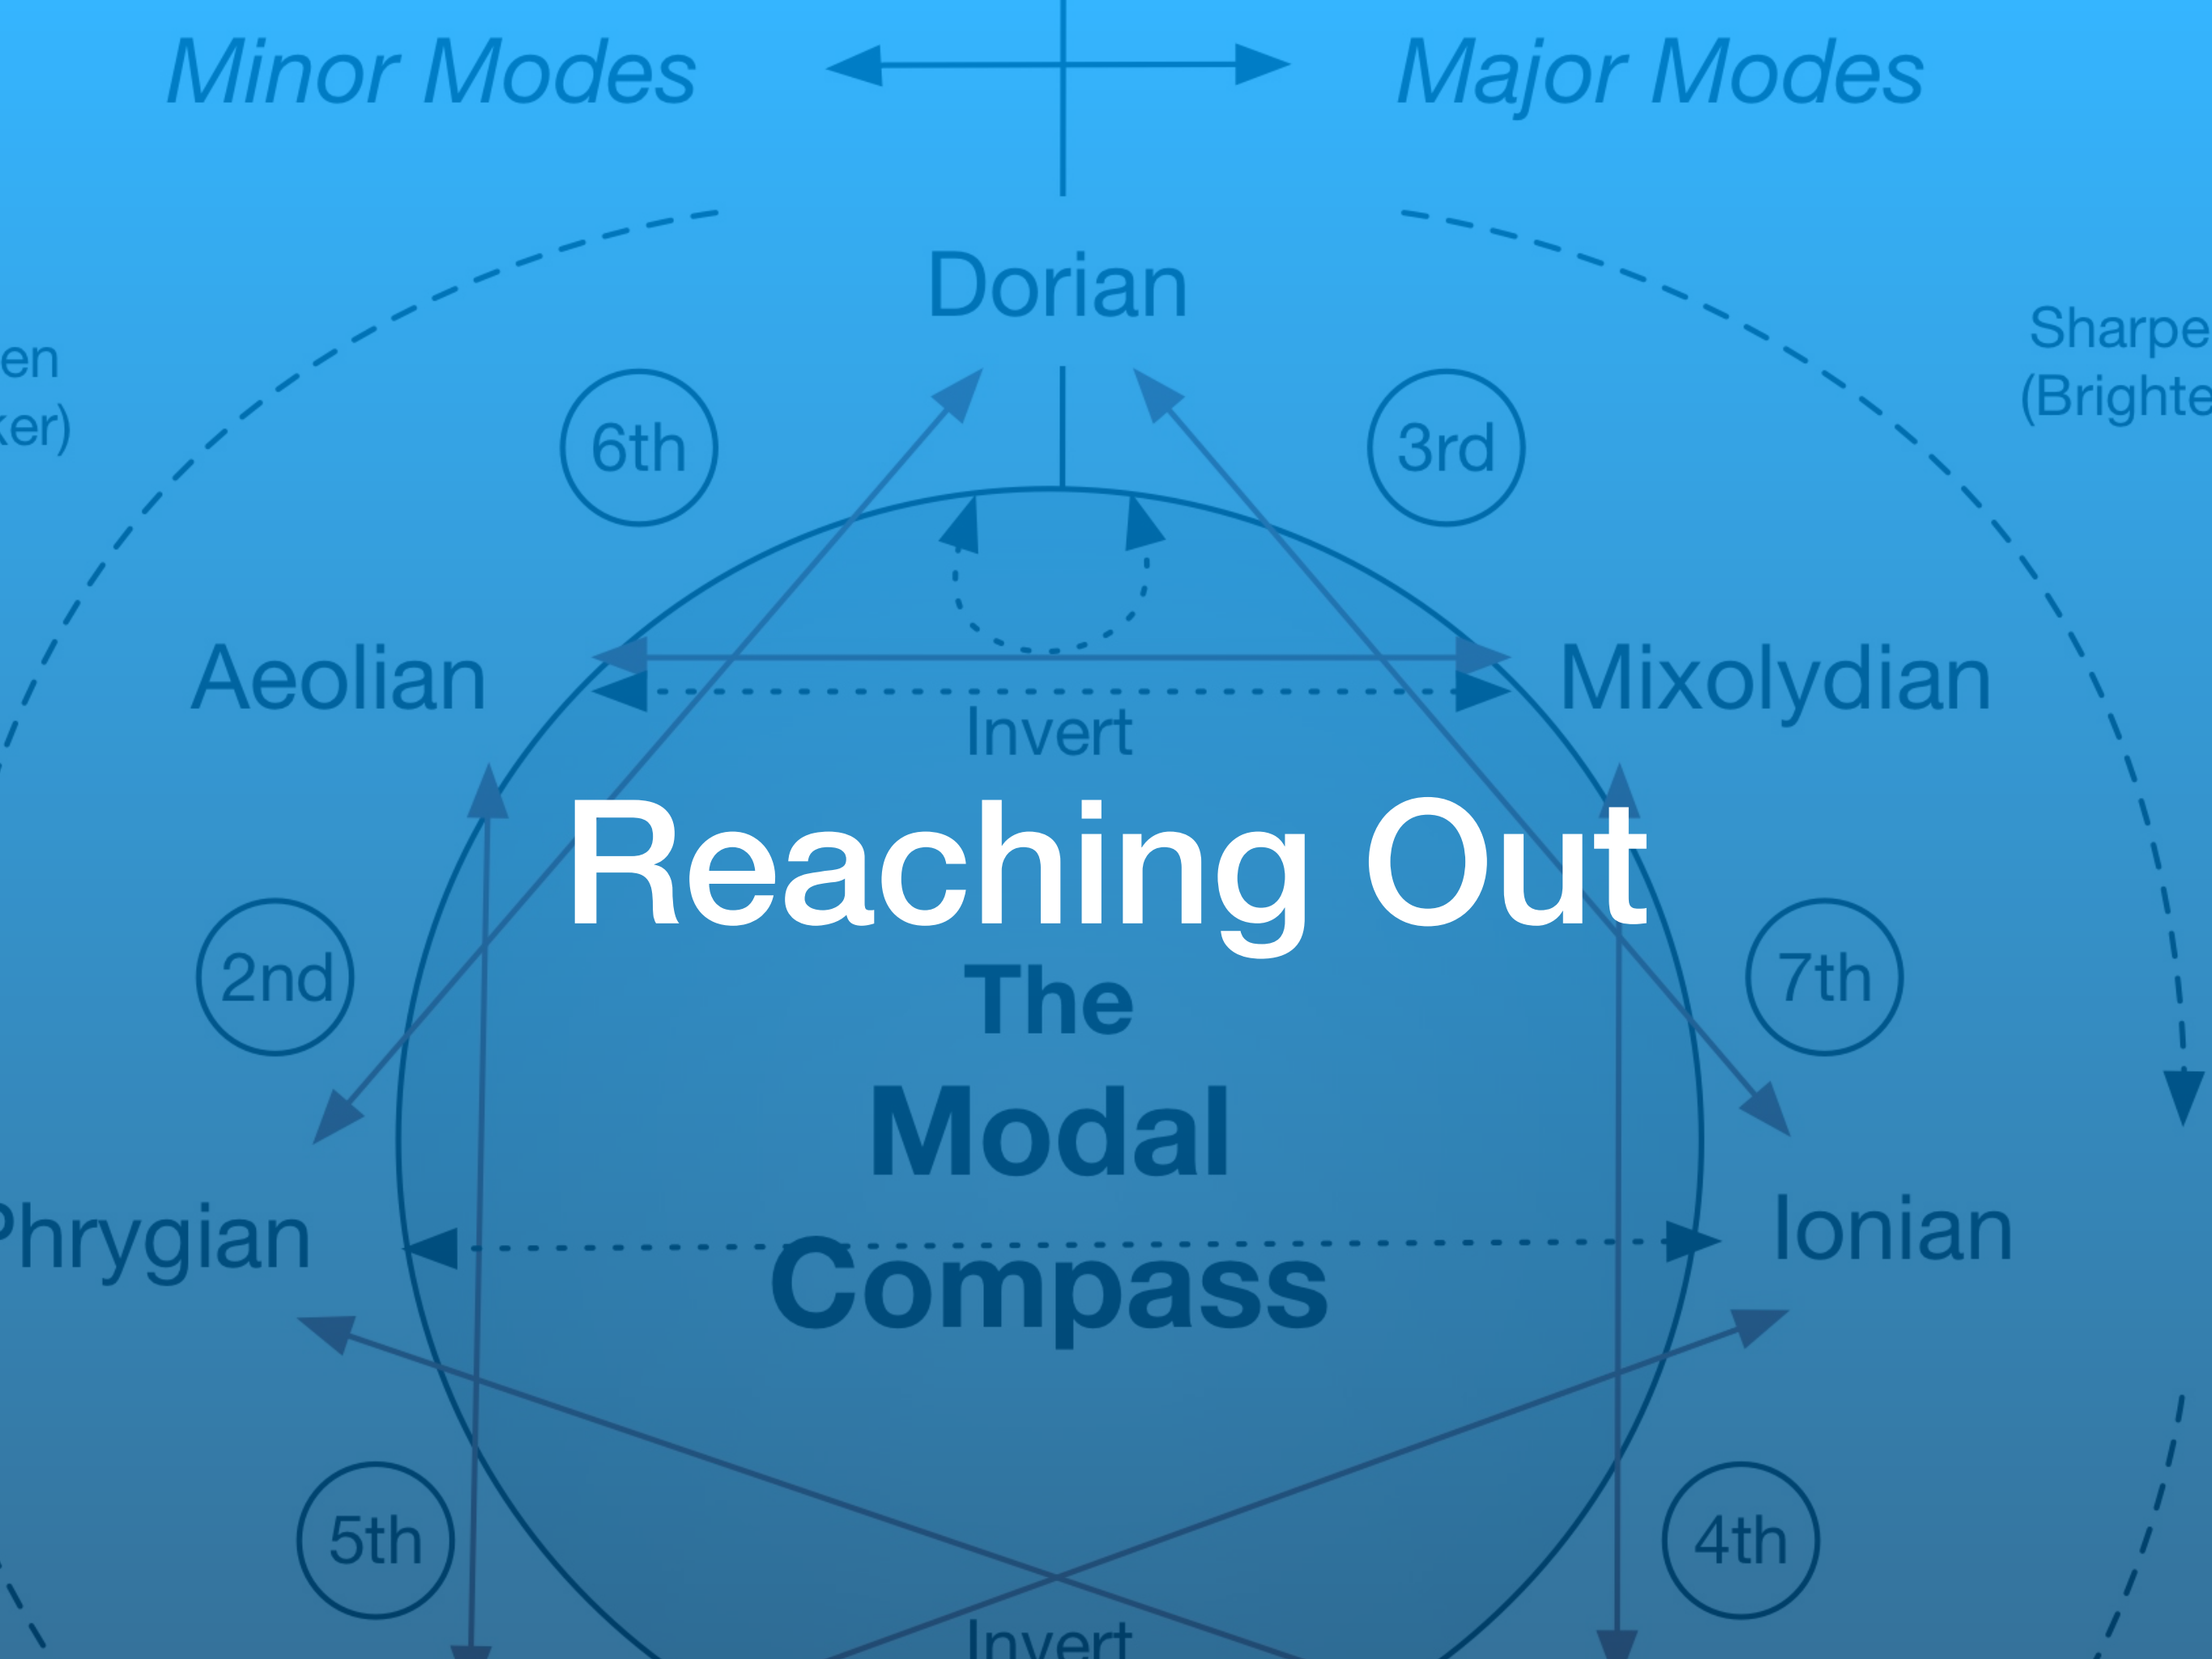 Minor Modes
Major Modes
Dorian
en
ker)
Sharpe
(Brighte
6th
3rd
Aeolian
Mixolydian
Invert
Reaching Out
2nd
7th
The
Modal
Compass
Phrygian
Ionian
5th
4th
Invert